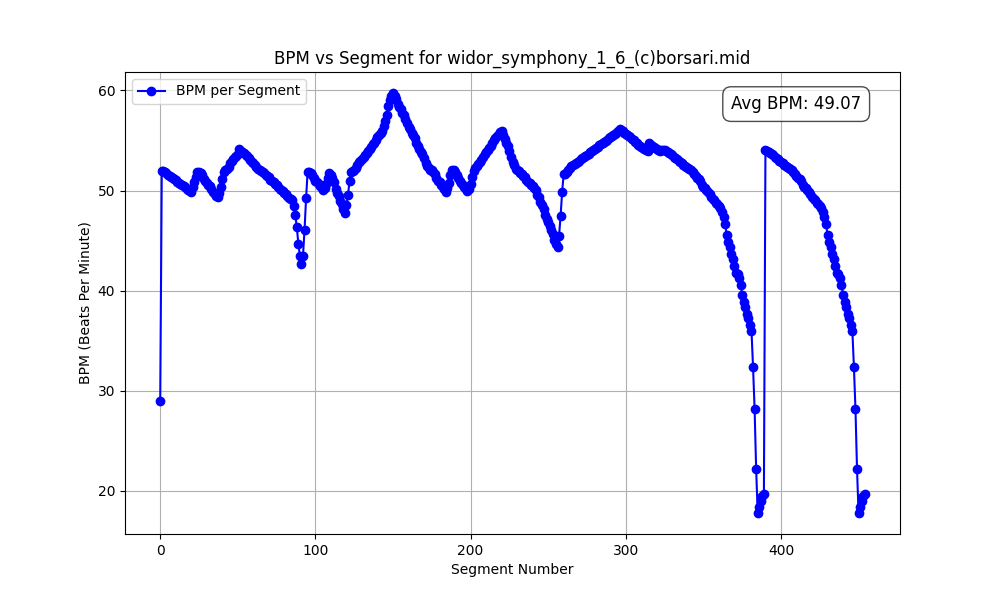 BPM vs Segment for widor_symphony_1_6_(c)borsari.mid
BPM per Segment
Avg BPM: 49.07
BPM (Beats Per Minute)
60
50
40
30
20
0 100 200 300 400
Segment Number